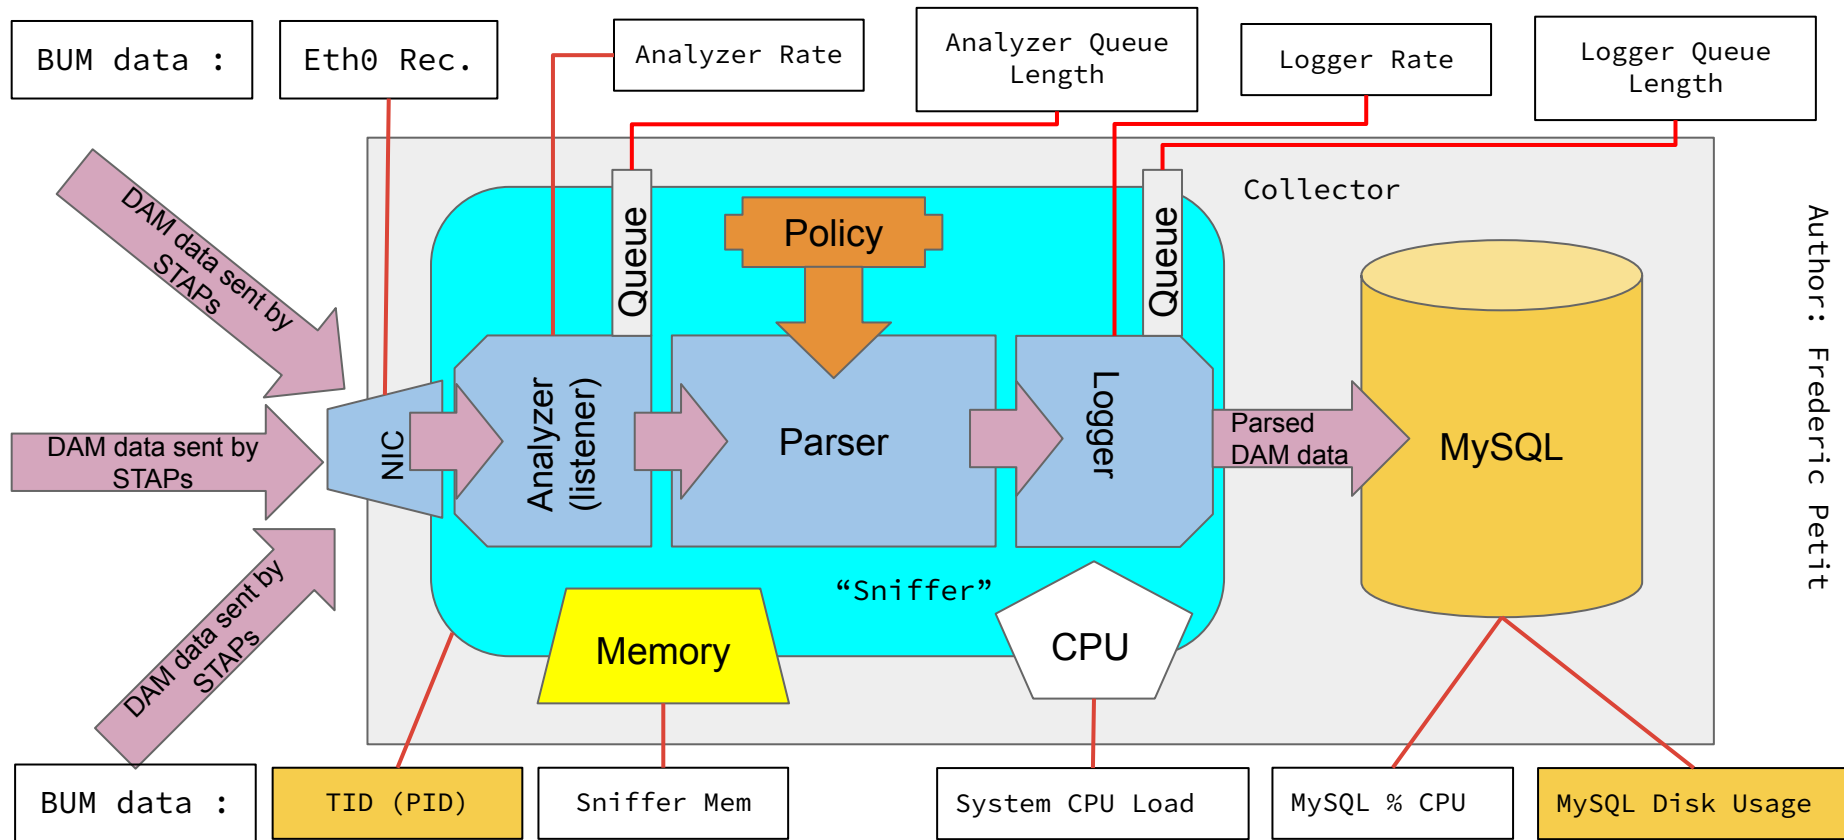 BUM data :
Eth0 Rec.
Analyzer Rate
Analyzer Queue
Length
Logger Rate
Logger Queue
Length
Collector
DAM data sent by
STAPs
DAM data sent by
STAPs
DAM data sent by
STAPs
NIC
Analyzer
(listener)
Queue
Policy
Parser
Queue
Logger
Parsed
DAM data
MySQL
“Sniffer”
Memory
CPU
Author: Frederic Petit
BUM data :
TID (PID)
Sniffer Mem
System CPU Load
MySQL % CPU
MySQL Disk Usage